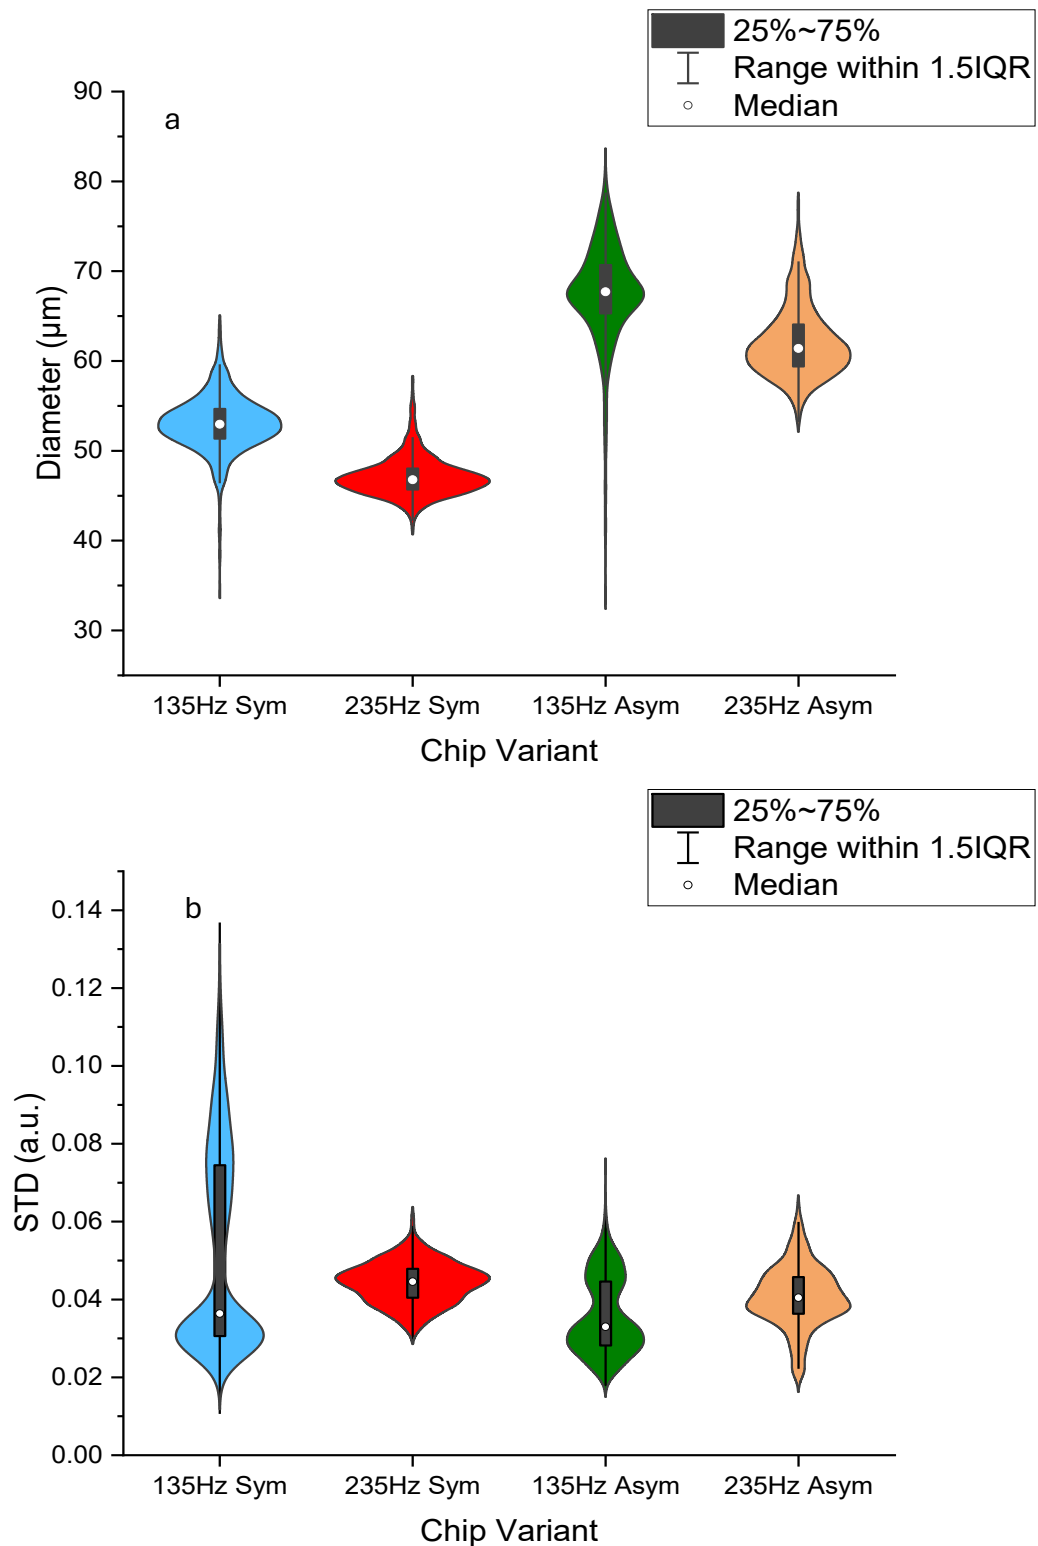 25%~75%
Range within 1.5IQR
Median
a
90
80
70
60
50
40
30
Diameter (μm)
135Hz Sym 235Hz Sym 135Hz Asym 235Hz Asym
Chip Variant
25%~75%
Range within 1.5IQR
Median
b
0.14
0.12
0.10
0.08
0.06
0.04
0.02
0.00
STD (a.u.)
135Hz Sym 235Hz Sym 135Hz Asym 235Hz Asym
Chip Variant